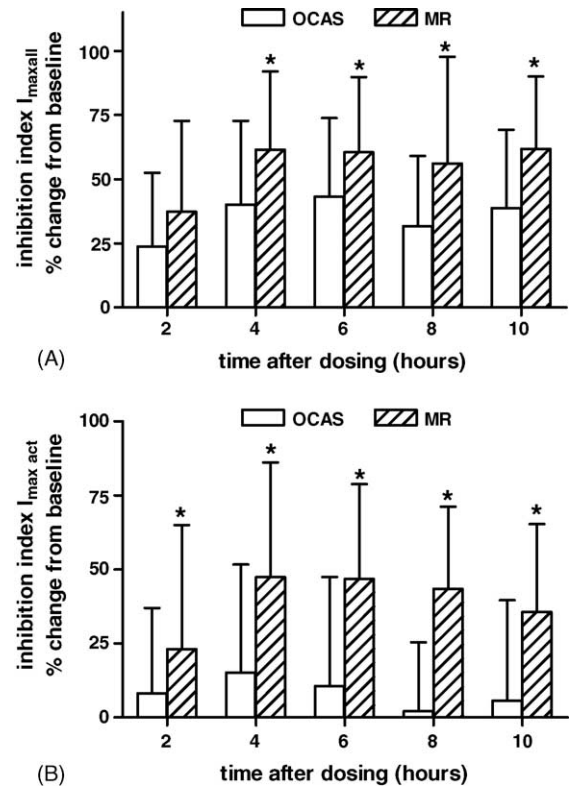 OCAS MR
inhibition index Imaxall
% change from baseline
100
75
50
25
0
* * * *
2 4 6 8 10
time after dosing (hours)
(A)
OCAS MR
inhibition index Imax act
% change from baseline
100
75
50
25
0
* * * * *
2 4 6 8 10
time after dosing (hours)
(B)